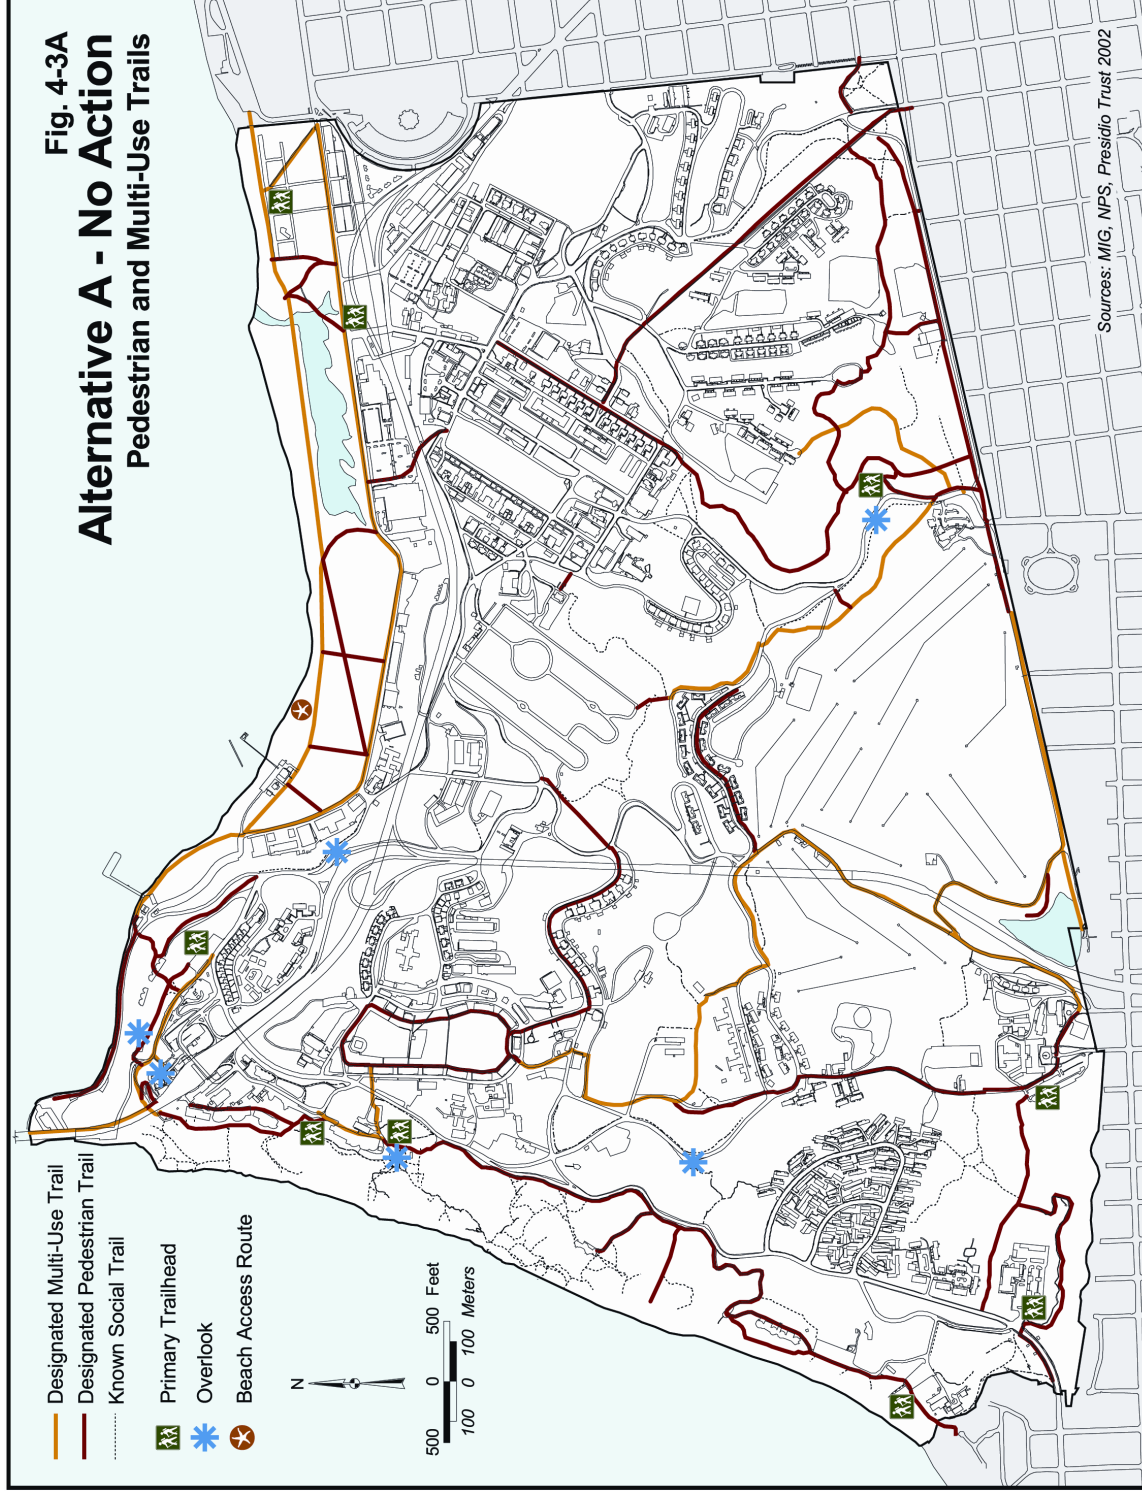 Fig. 4-3A
Alternative A - No Action
Pedestrian and Multi-Use Trails
Designated Multi-Use Trail
Designated Pedestrian Trail
Known Social Trail
Primary Trailhead
Overlook
Beach Access Route
N
500 0 500 Feet
100 0 100 Meters
Sources: MIG, NPS, Presidio Trust 2002